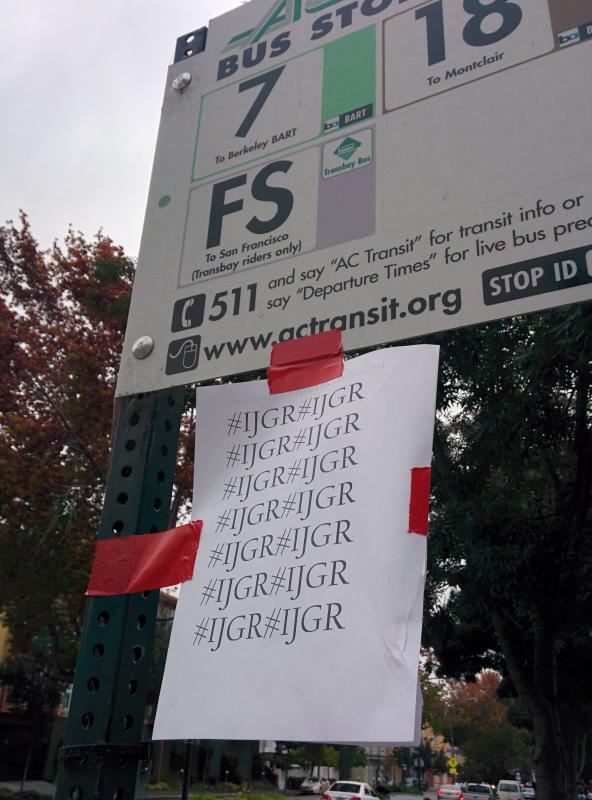 BUS STOP
7
To Berkeley BART
BART
18
To Montclair
FS
Transbay Bus
To San Francisco
(Transbay riders only)
511 and say "AC Transit" for transit info or
say "Departure Times" for live bus
STOP ID
www.actransit.org
#IJGR#IJGR
#IJGR#IJGR
#IJGR#IJGR
#IJGR#IJGR
#IJGR#IJGR
#IJGR#IJGR
#IJGR#IJGR